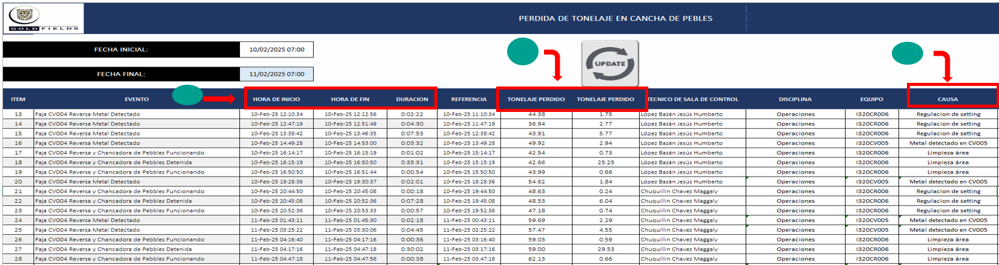 GOLD FIELDS
PERDIDA DE TONELAJE EN CANCHA DE PEBLES
FECHA INICIAL: 10/02/2025 07:00
UPDATE
FECHA FINAL: 11/02/2025 07:00
ITEM EVENTO HORA DE INICIO HORA DE FIN DURACION REFERENCIA TONELAJE PERDIDO TONELAJE PERDIDO TECNICO DE SALA DE CONTROL DISCIPLINA EQUIPO CAUSA
13 Faja CV004 Reversa Metal Detectado 10-Feb-25 12:10:34 10-Feb-25 12:12:56 0:02:22 10-Feb-25 11:10:34 44.38 1.75 López Bazán Jesús Humberto Operaciones I320CR006 Regulacion de setting
14 Faja CV004 Reversa Metal Detectado 10-Feb-25 12:47:19 10-Feb-25 12:51:49 0:04:30 10-Feb-25 11:47:19 36.94 2.77 López Bazán Jesús Humberto Operaciones I320CR006 Regulacion de setting
15 Faja CV004 Reversa Metal Detectado 10-Feb-25 13:38:42 10-Feb-25 13:46:35 0:07:53 10-Feb-25 12:38:42 43.91 5.77 López Bazán Jesús Humberto Operaciones I320CR006 Regulacion de setting
16 Faja CV004 Reversa Metal Detectado 10-Feb-25 14:49:28 10-Feb-25 14:53:00 0:03:32 10-Feb-25 13:49:28 49.92 2.94 López Bazán Jesús Humberto Operaciones I320CV005 Metal detectado en CV005
17 Faja CV004 Reversa y Chancadora de Pebbles Funcionando 10-Feb-25 16:14:17 10-Feb-25 16:15:19 0:01:02 10-Feb-25 15:14:17 42.54 0.73 López Bazán Jesús Humberto Operaciones I320CR006 Limpieza área
18 Faja CV004 Reversa y Chancadora de Pebbles Detenida 10-Feb-25 16:15:19 10-Feb-25 16:50:50 0:35:31 10-Feb-25 15:15:19 42.66 25.25 López Bazán Jesús Humberto Operaciones I320CR006 Limpieza área
19 Faja CV004 Reversa y Chancadora de Pebbles Funcionando 10-Feb-25 16:50:50 10-Feb-25 16:51:44 0:00:54 10-Feb-25 15:50:50 43.99 0.66 López Bazán Jesús Humberto Operaciones I320CR006 Limpieza área
20 Faja CV004 Reversa Metal Detectado 10-Feb-25 19:28:36 10-Feb-25 19:30:37 0:02:01 10-Feb-25 18:28:36 54.62 1.84 López Bazán Jesús Humberto Operaciones I320CV005 Metal detectado en CV005
21 Faja CV004 Reversa y Chancadora de Pebbles Funcionando 10-Feb-25 20:44:50 10-Feb-25 20:45:08 0:00:18 10-Feb-25 19:44:50 48.63 0.24 Chuquillin Chavez Maggaly Operaciones I320CR006 Regulacion de setting
22 Faja CV004 Reversa y Chancadora de Pebbles Detenida 10-Feb-25 20:45:08 10-Feb-25 20:52:36 0:07:28 10-Feb-25 19:45:08 48.53 6.04 Chuquillin Chavez Maggaly Operaciones I320CR006 Regulacion de setting
23 Faja CV004 Reversa y Chancadora de Pebbles Funcionando 10-Feb-25 20:52:36 10-Feb-25 20:53:33 0:00:57 10-Feb-25 19:52:36 47.18 0.74 Chuquillin Chavez Maggaly Operaciones I320CR006 Regulacion de setting
24 Faja CV004 Reversa Metal Detectado 11-Feb-25 01:43:11 11-Feb-25 01:45:30 0:02:18 11-Feb-25 00:43:11 59.69 2.29 Chuquillin Chavez Maggaly Operaciones I320CV005 Metal detectado en CV005
25 Faja CV004 Reversa Metal Detectado 11-Feb-25 03:25:22 11-Feb-25 03:30:06 0:04:45 11-Feb-25 02:25:22 57.47 4.55 Chuquillin Chavez Maggaly Operaciones I320CV005 Metal detectado en CV005
26 Faja CV004 Reversa y Chancadora de Pebbles Funcionando 11-Feb-25 04:16:40 11-Feb-25 04:17:16 0:00:36 11-Feb-25 03:16:40 59.03 0.59 Chuquillin Chavez Maggaly Operaciones I320CR006 Limpieza área
27 Faja CV004 Reversa y Chancadora de Pebbles Detenida 11-Feb-25 04:17:16 11-Feb-25 04:47:18 0:30:02 11-Feb-25 03:17:16 59.00 29.53 Chuquillin Chavez Maggaly Operaciones I320CR006 Limpieza área
28 Faja CV004 Reversa y Chancadora de Pebbles Funcionando 11-Feb-25 04:47:18 11-Feb-25 04:47:56 0:00:38 11-Feb-25 03:47:18 62.13 0.66 Chuquillin Chavez Maggaly Operaciones I320CR006 Limpieza área